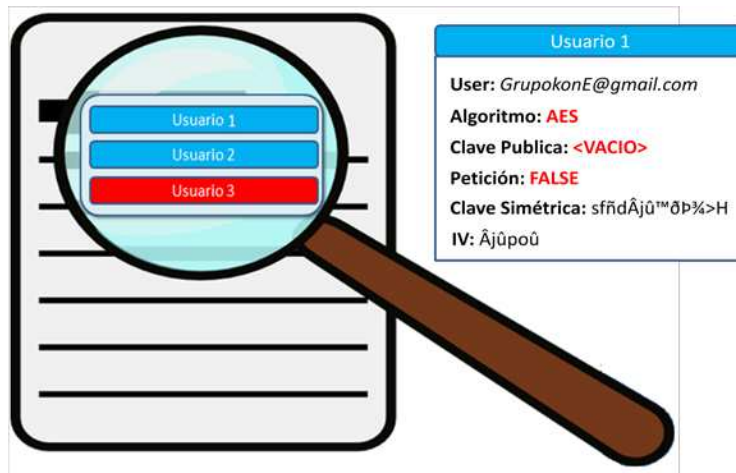 Usuario 1
Usuario 2
Usuario 3
Usuario 1
User: GrupokonE@gmail.com
Algoritmo: AES
Clave Publica: <VACIO>
Petición: FALSE
Clave Simétrica: sfñdÂjû™ðÞ¾>H
IV: Âjûpoû